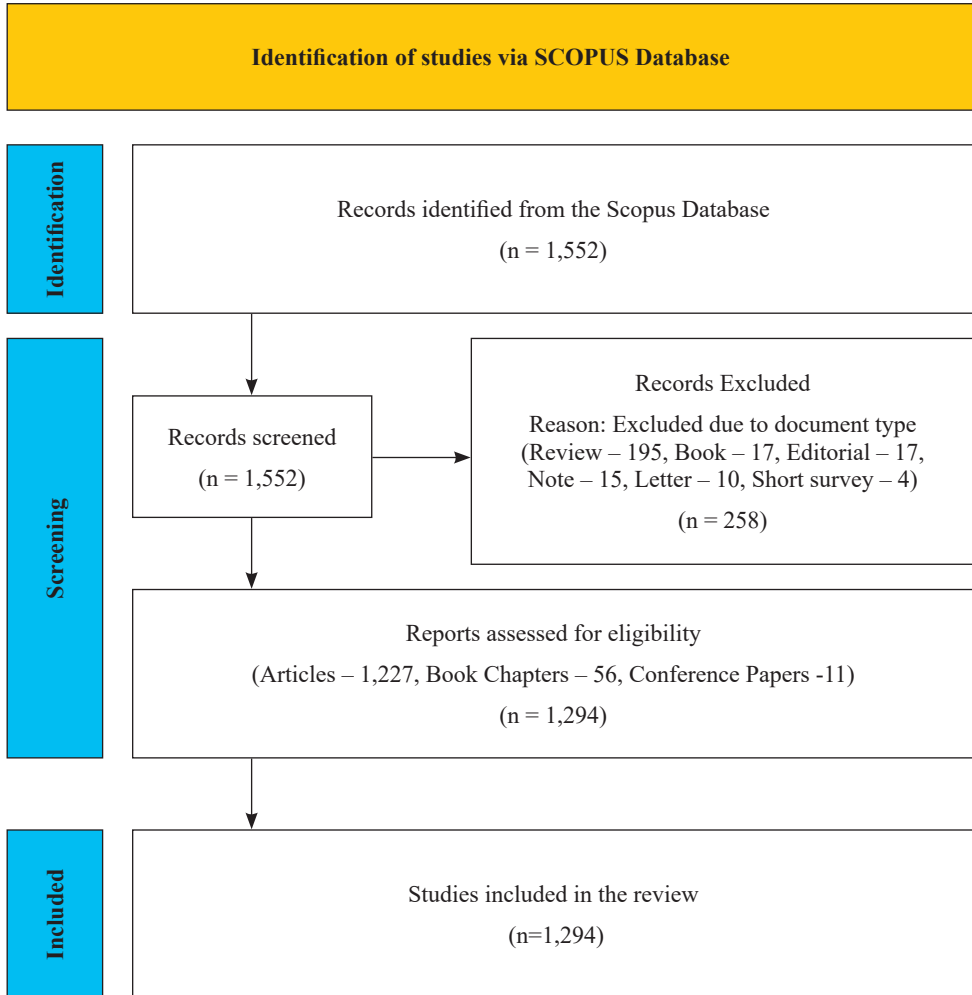 Identification of studies via SCOPUS Database
Identification
Records identified from the Scopus Database
(n = 1,552)
Screening
Records screened
(n = 1,552)
Records Excluded
Reason: Excluded due to document type
(Review – 195, Book – 17, Editorial – 17,
Note – 15, Letter – 10, Short survey – 4)
(n = 258)
Reports assessed for eligibility
(Articles – 1,227, Book Chapters – 56, Conference Papers -11)
(n = 1,294)
Included
Studies included in the review
(n=1,294)